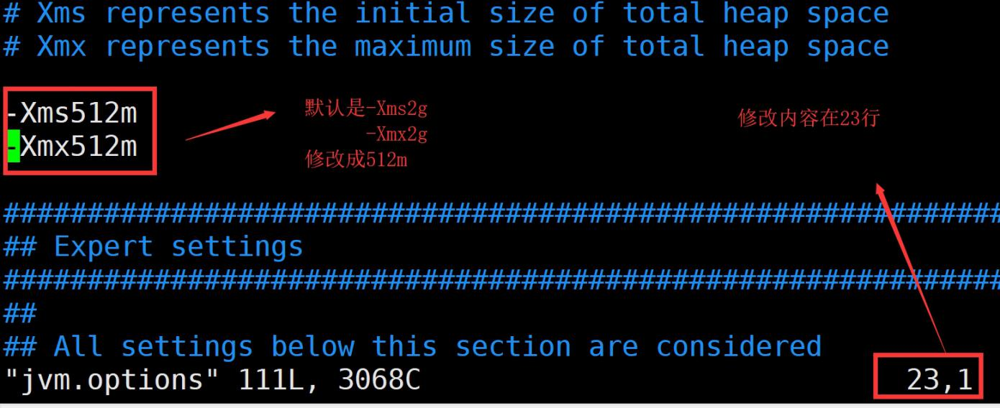 # Xms represents the initial size of total heap space
# Xmx represents the maximum size of total heap space
-Xms512m
-Xmx512m
默认是-Xms2g
-Xmx2g
修改成512m
修改内容在23行
################################################################
## Expert settings
################################################################
##
## All settings below this section are considered
"jvm.options" 111L, 3068C
23,1